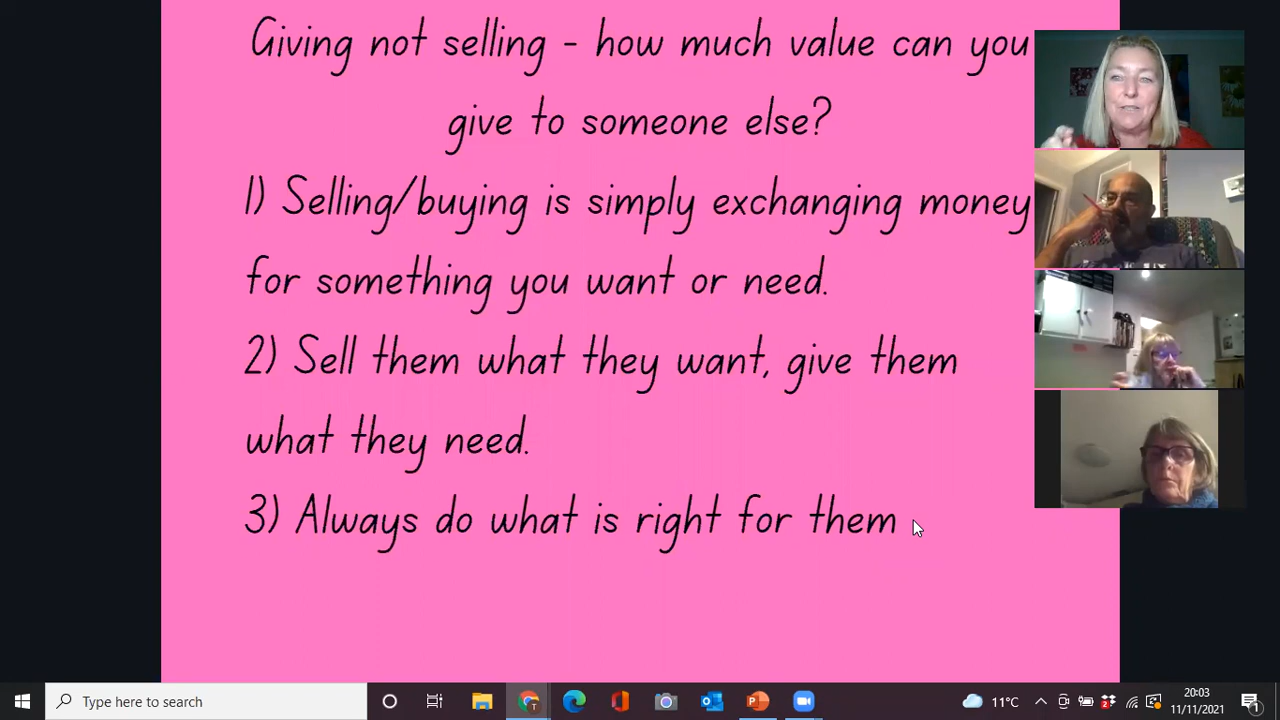 Giving not selling - how much value can you
give to someone else?
1) Selling/buying is simply exchanging money
for something you want or need.
2) Sell them what they want, give them
what they need.
3) Always do what is right for them
Type here to search
11°C
20:03
11/11/2021